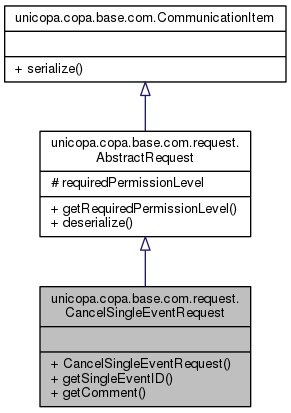 unicopa.copa.base.com.CommunicationItem
+ serialize()
unicopa.copa.base.com.request.
AbstractRequest
# requiredPermissionLevel
+ getRequiredPermissionLevel()
+ deserialize()
unicopa.copa.base.com.request.
CancelSingleEventRequest
+ CancelSingleEventRequest()
+ getSingleEventID()
+ getComment()